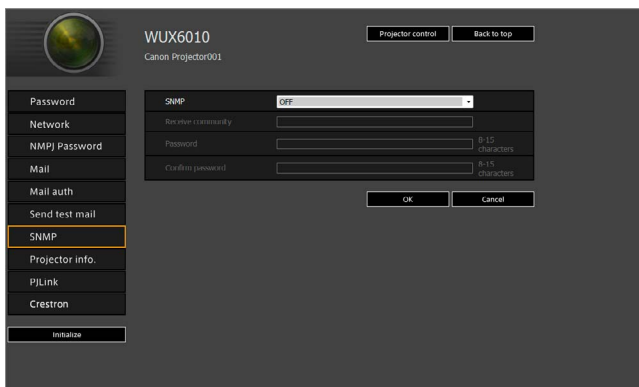 WUX6010
Canon Projector001
Projector control
Back to top
Password
Network
NMPJ Password
Mail
Mail auth
Send test mail
SNMP
Projector info.
PJLink
Crestron
Initialize
SNMP OFF
Receive community
Password 8-15 characters
Confirm password 8-15 characters
OK
Cancel